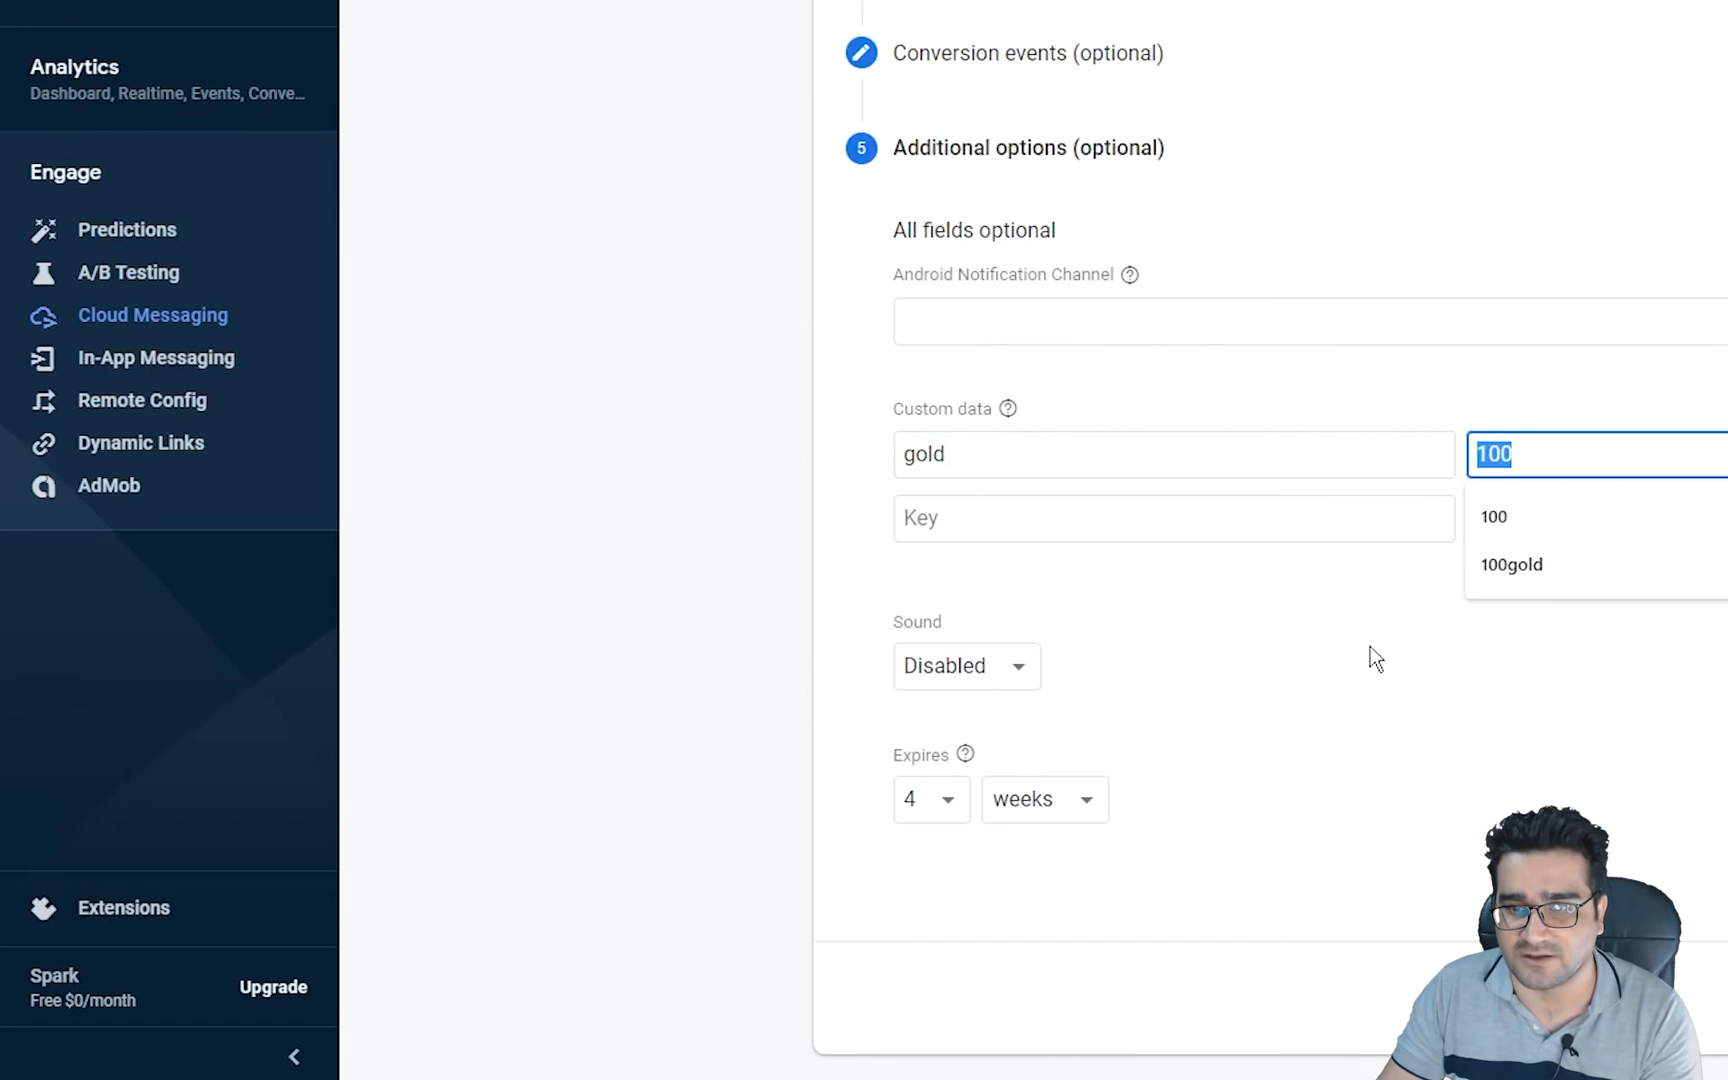 Analytics
Dashboard, Realtime, Events, Conve...
Engage
Predictions
A/B Testing
Cloud Messaging
In-App Messaging
Remote Config
Dynamic Links
AdMob
Extensions
Spark
Free $0/month
Upgrade
Conversion events (optional)
5 Additional options (optional)
All fields optional
Android Notification Channel
Custom data
gold 100
Key
100
100gold
Sound
Disabled
Expires
4 weeks